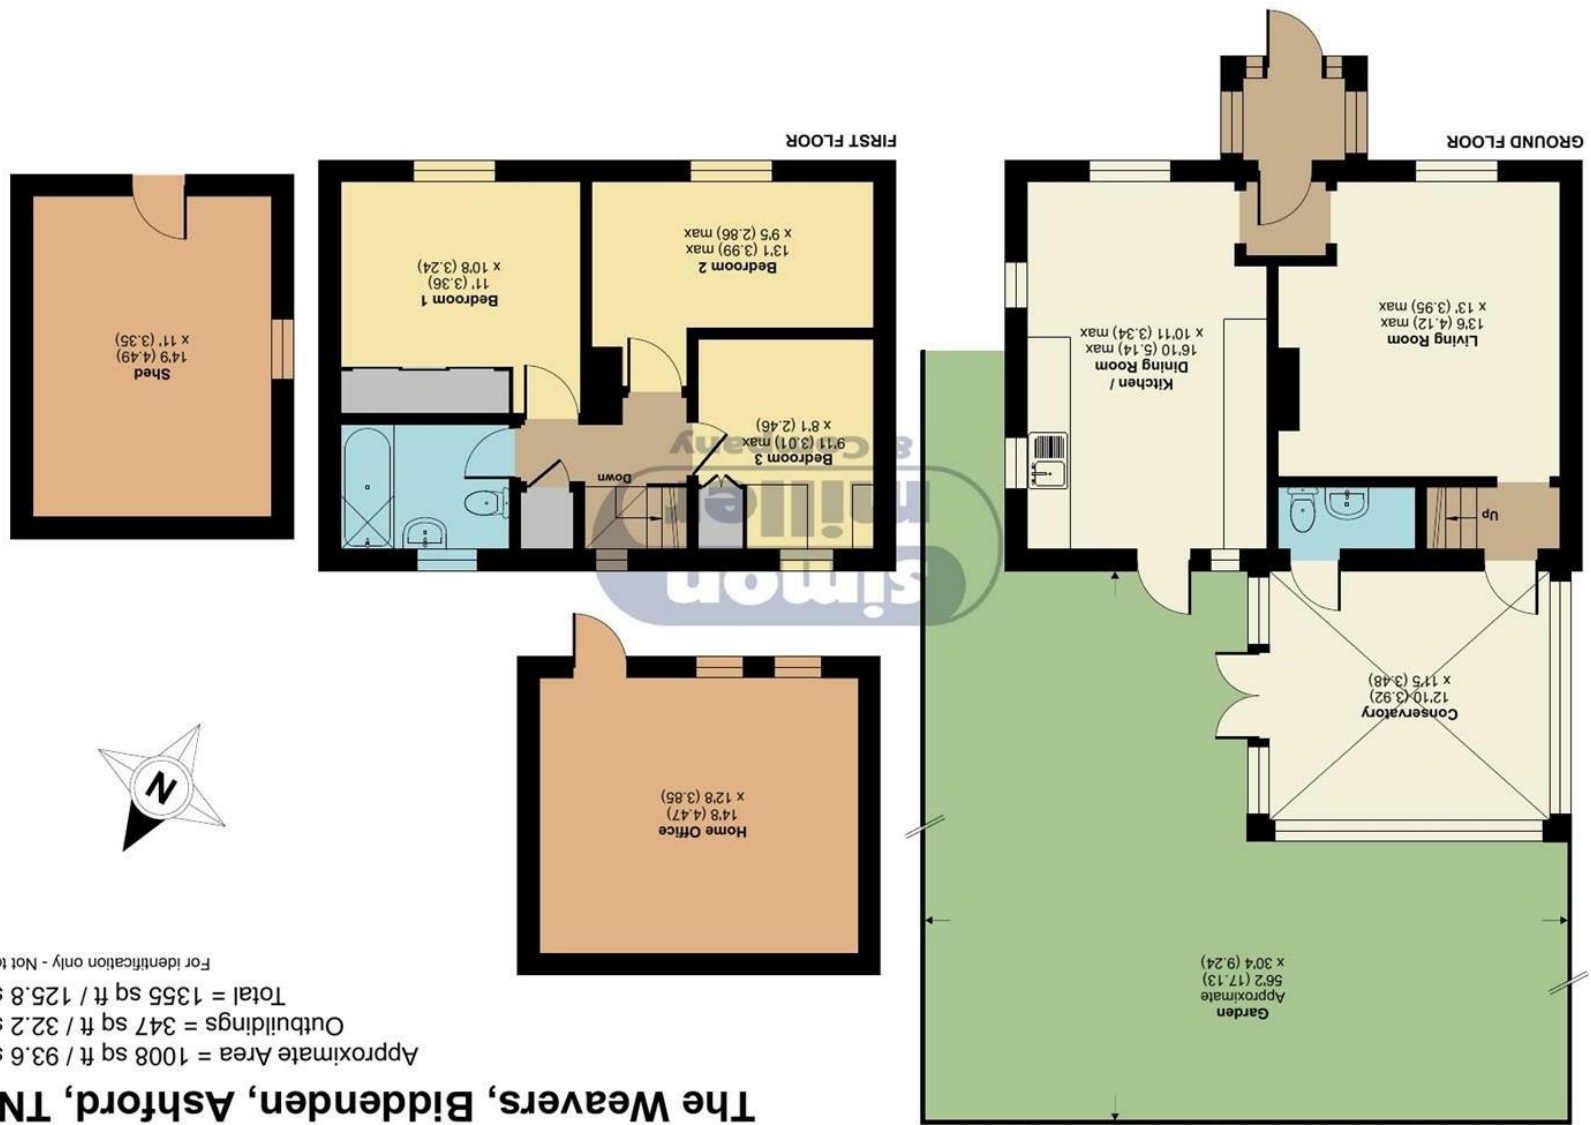 The Weavers, Biddenden, Ashford, TN
Approximate Area = 1008 sq ft / 93.6 s
Outbuildings = 347 sq ft / 32.2 s
Total = 1355 sq ft / 125.8 s
For identification only - Not to
Garden
Approximate
56'2 (17.13)
x 30'4 (9.24)
Home Office
14'8 (4.47)
x 12'8 (3.85)
N
Conservatory
12'10 (3.92)
x 11'5 (3.48)
Up
Living Room
13'6 (4.12) max
x 13' (3.95) max
Kitchen /
Dining Room
16'10 (5.14) max
x 10'11 (3.34) max
GROUND FLOOR
simon
miller
& Company
Down
Bedroom 3
9'11 (3.01) max
x 8'1 (2.46)
Bedroom 2
13'1 (3.99) max
x 9'5 (2.86) max
Bedroom 1
11' (3.36)
x 10'8 (3.24)
FIRST FLOOR
Shed
14'9 (4.49)
x 11' (3.35)